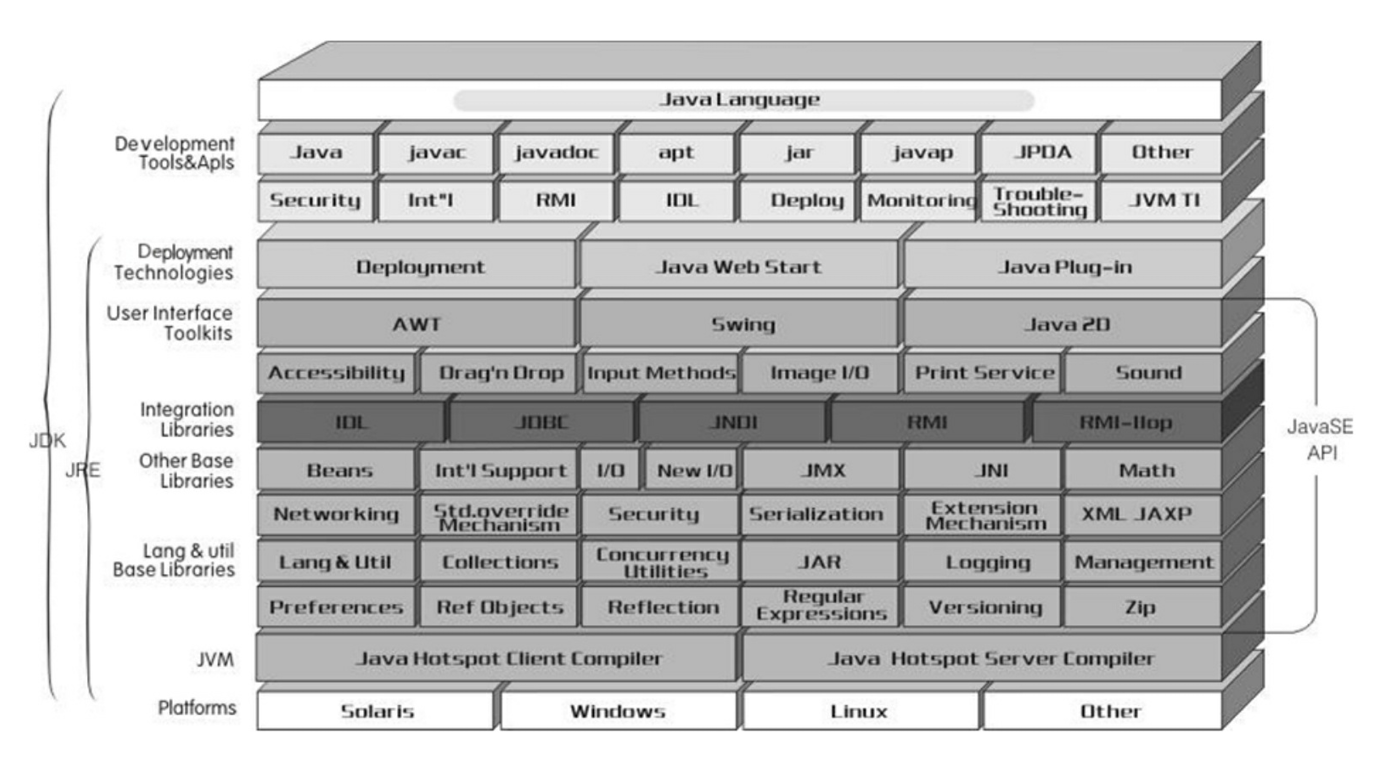 Java Language
Development
Tools&Apls
Java javac javadoc apt jar javap JPDA Other
Security Int"l RMI IDL Deploy Monitoring Trouble-
Shooting JVM TI
Deployment
Technologies
Deployment Java Web Start Java Plug-in
User Interface
Toolkits
AWT Swing Java 2D
Accessibility Drag'n Drop Input Methods Image I/O Print Service Sound
Integration
Libraries
IDL JDBC JNDI RMI RMI-IIop
JDK
JRE
JavaSE
API
Other Base
Libraries
Beans Int'l Support I/O New I/O JMX JNI Math
Networking Std.override
Mechanism Security Serialization Extension
Mechanism XML JAXP
Lang & util
Base Libraries
Lang & Util Collections Concurrency
Utilities JAR Logging Management
Preferences Ref Objects Reflection Regular
Expressions Versioning Zip
JVM
Java Hotspot Client Compiler Java Hotspot Server Compiler
Platforms
Solaris Windows Linux Other